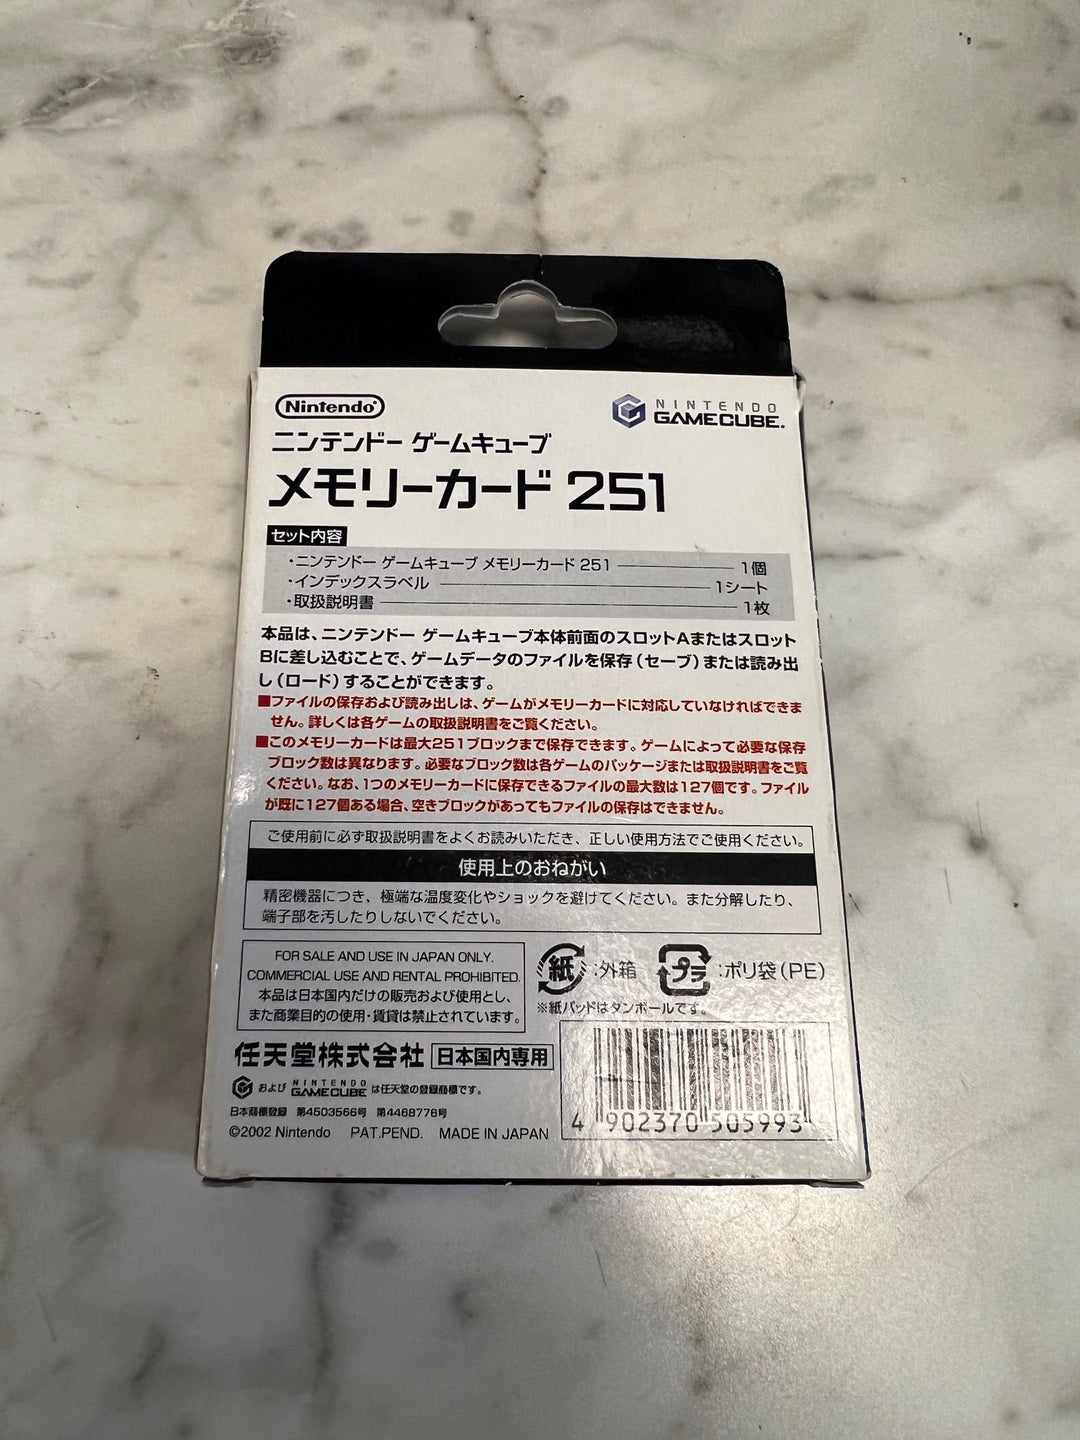 Nintendo
NINTENDO
GAMECUBE
ニンテンドー ゲームキューブ
メモリーカード 251
セット内容
・ニンテンドー ゲームキューブ メモリーカード 251 1個
・インデックスラベル 1シート
・取扱説明書 1枚
本品は、ニンテンドー ゲームキューブ本体前面のスロットAまたはスロット
Bに差し込むことで、ゲームデータのファイルを保存(セーブ)または読み出
し(ロード)することができます。
■ファイルの保存および読み出しは、ゲームがメモリーカードに対応していなければできま
せん。詳しくは各ゲームの取扱説明書をご覧ください。
■このメモリーカードは最大251ブロックまで保存できます。ゲームによって必要な保存
ブロック数は異なります。必要なブロック数は各ゲームのパッケージまたは取扱説明書をご覧
ください。なお、1つのメモリーカードに保存できるファイルの最大数は127個です。ファイル
が既に127個ある場合、空きブロックがあってもファイルの保存はできません。
ご使用前に必ず取扱説明書をよくお読みいただき、正しい使用方法でご使用ください。
使用上のおねがい
精密機器につき、極端な温度変化やショックを避けてください。また分解したり、
端子部を汚したりしないでください。
FOR SALE AND USE IN JAPAN ONLY.
COMMERCIAL USE AND RENTAL PROHIBITED.
本品は日本国内だけの販売および使用とし、
また商業目的の使用・賃貸は禁止されています。
紙 :外箱 プラ :ポリ袋(PE)
※紙パッドはダンボールです。
任天堂株式会社 日本国内専用
および NINTENDO GAMECUBE は任天堂の登録商標です。
日本商標登録 第4503566号 第4468776号
©2002 Nintendo PAT.PEND. MADE IN JAPAN
4 902370 505993